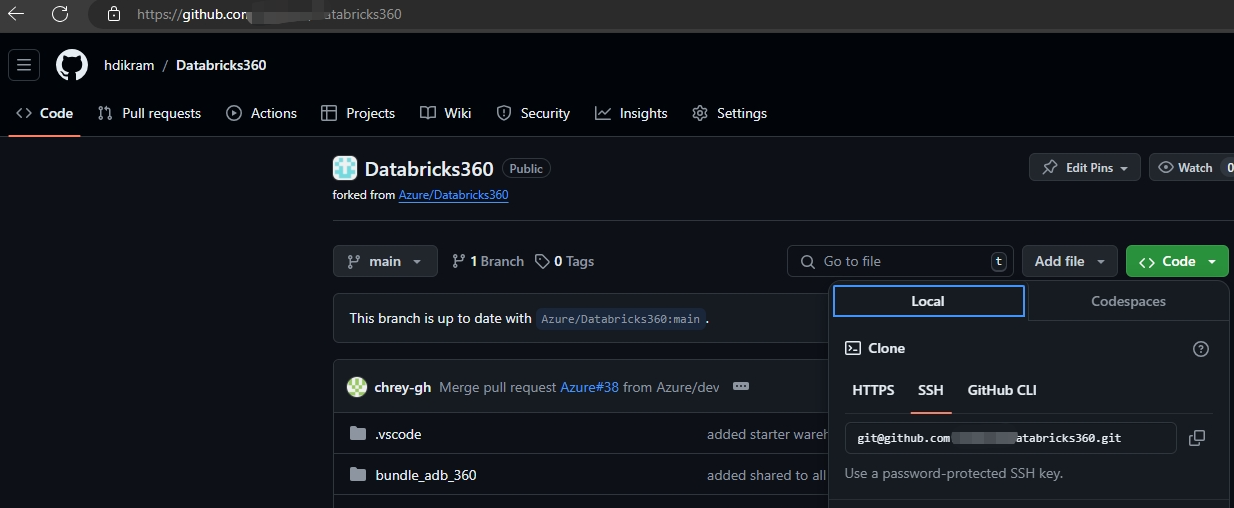 https://github.com atabricks360
hdikram / Databricks360
Code Pull requests Actions Projects Wiki Security Insights Settings
Databricks360 Public
Edit Pins Watch 0
forked from Azure/Databricks360
main 1 Branch 0 Tags
Go to file t Add file Code
Local Codespaces
This branch is up to date with Azure/Databricks360:main.
Clone
chrey-gh Merge pull request Azure#38 from Azure/dev
HTTPS SSH GitHub CLI
.vscode added starter wareh
git@github.com atabricks360.git
bundle_adb_360 added shared to all
Use a password-protected SSH key.